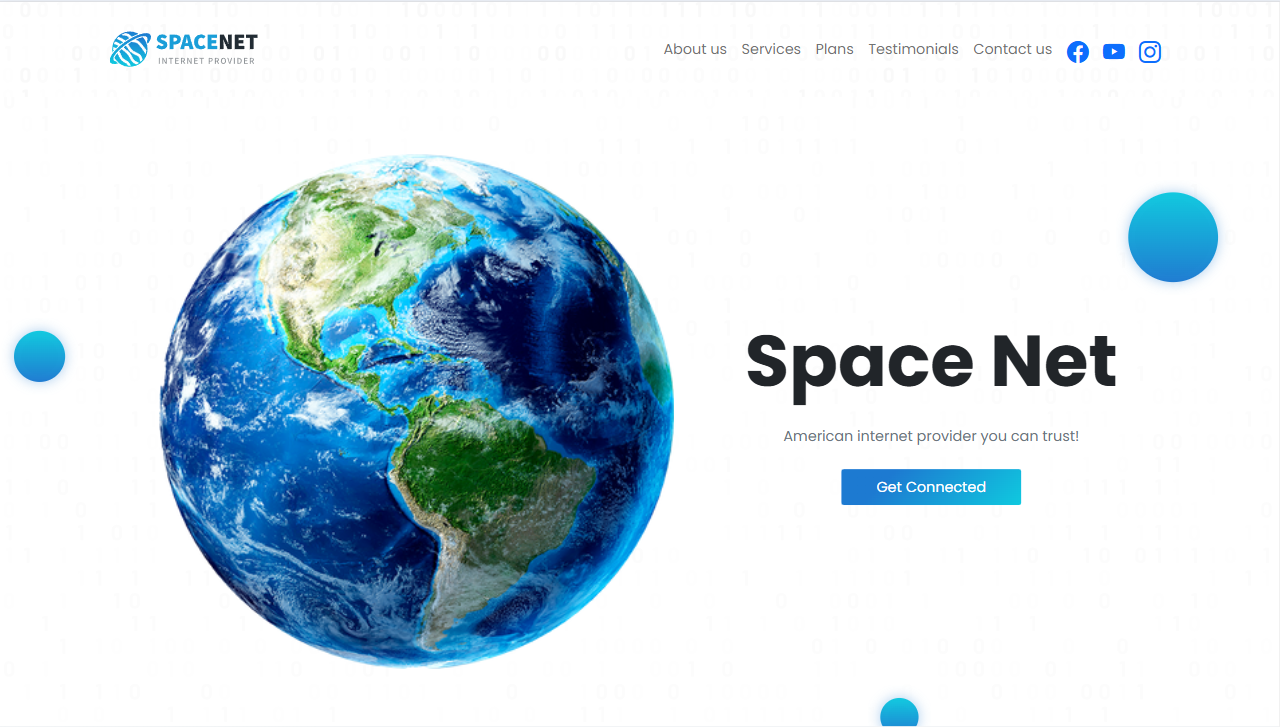 SPACENET
INTERNET PROVIDER
About us Services Plans Testimonials Contact us
Space Net
American internet provider you can trust!
Get Connected